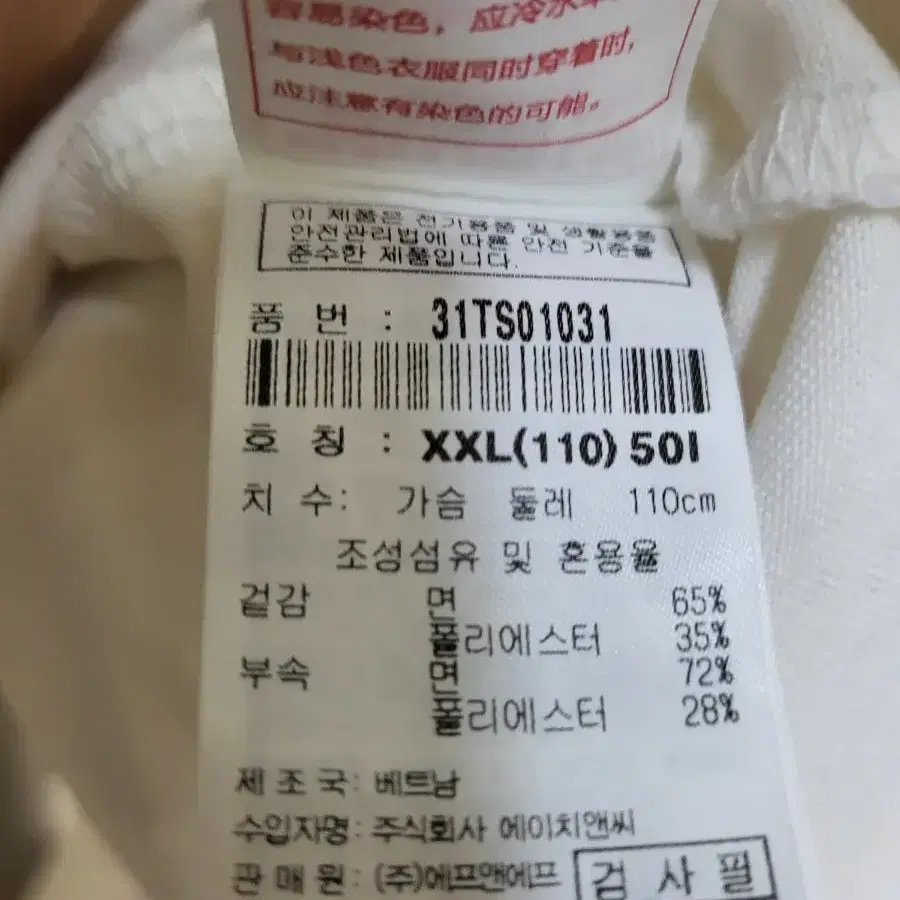 容易染色，应冷水单
与浅色衣服同时穿着时，
应注意有染色的可能。
이 제품은 전기용품 및 생활용품
안전관리법에 따른 안전 기준을
준수한 제품입니다.
품 번 : 31TS01031
호 칭 : XXL(110) 50I
치 수: 가슴 둘레 110cm
조성섬유 및 혼용율
겉감 면 65%
폴리에스터 35%
부속 면 72%
폴리에스터 28%
제 조 국: 베트남
수입자명: 주식회사 에이치앤씨
판 매 원: (주)에프앤에프 검 사 필